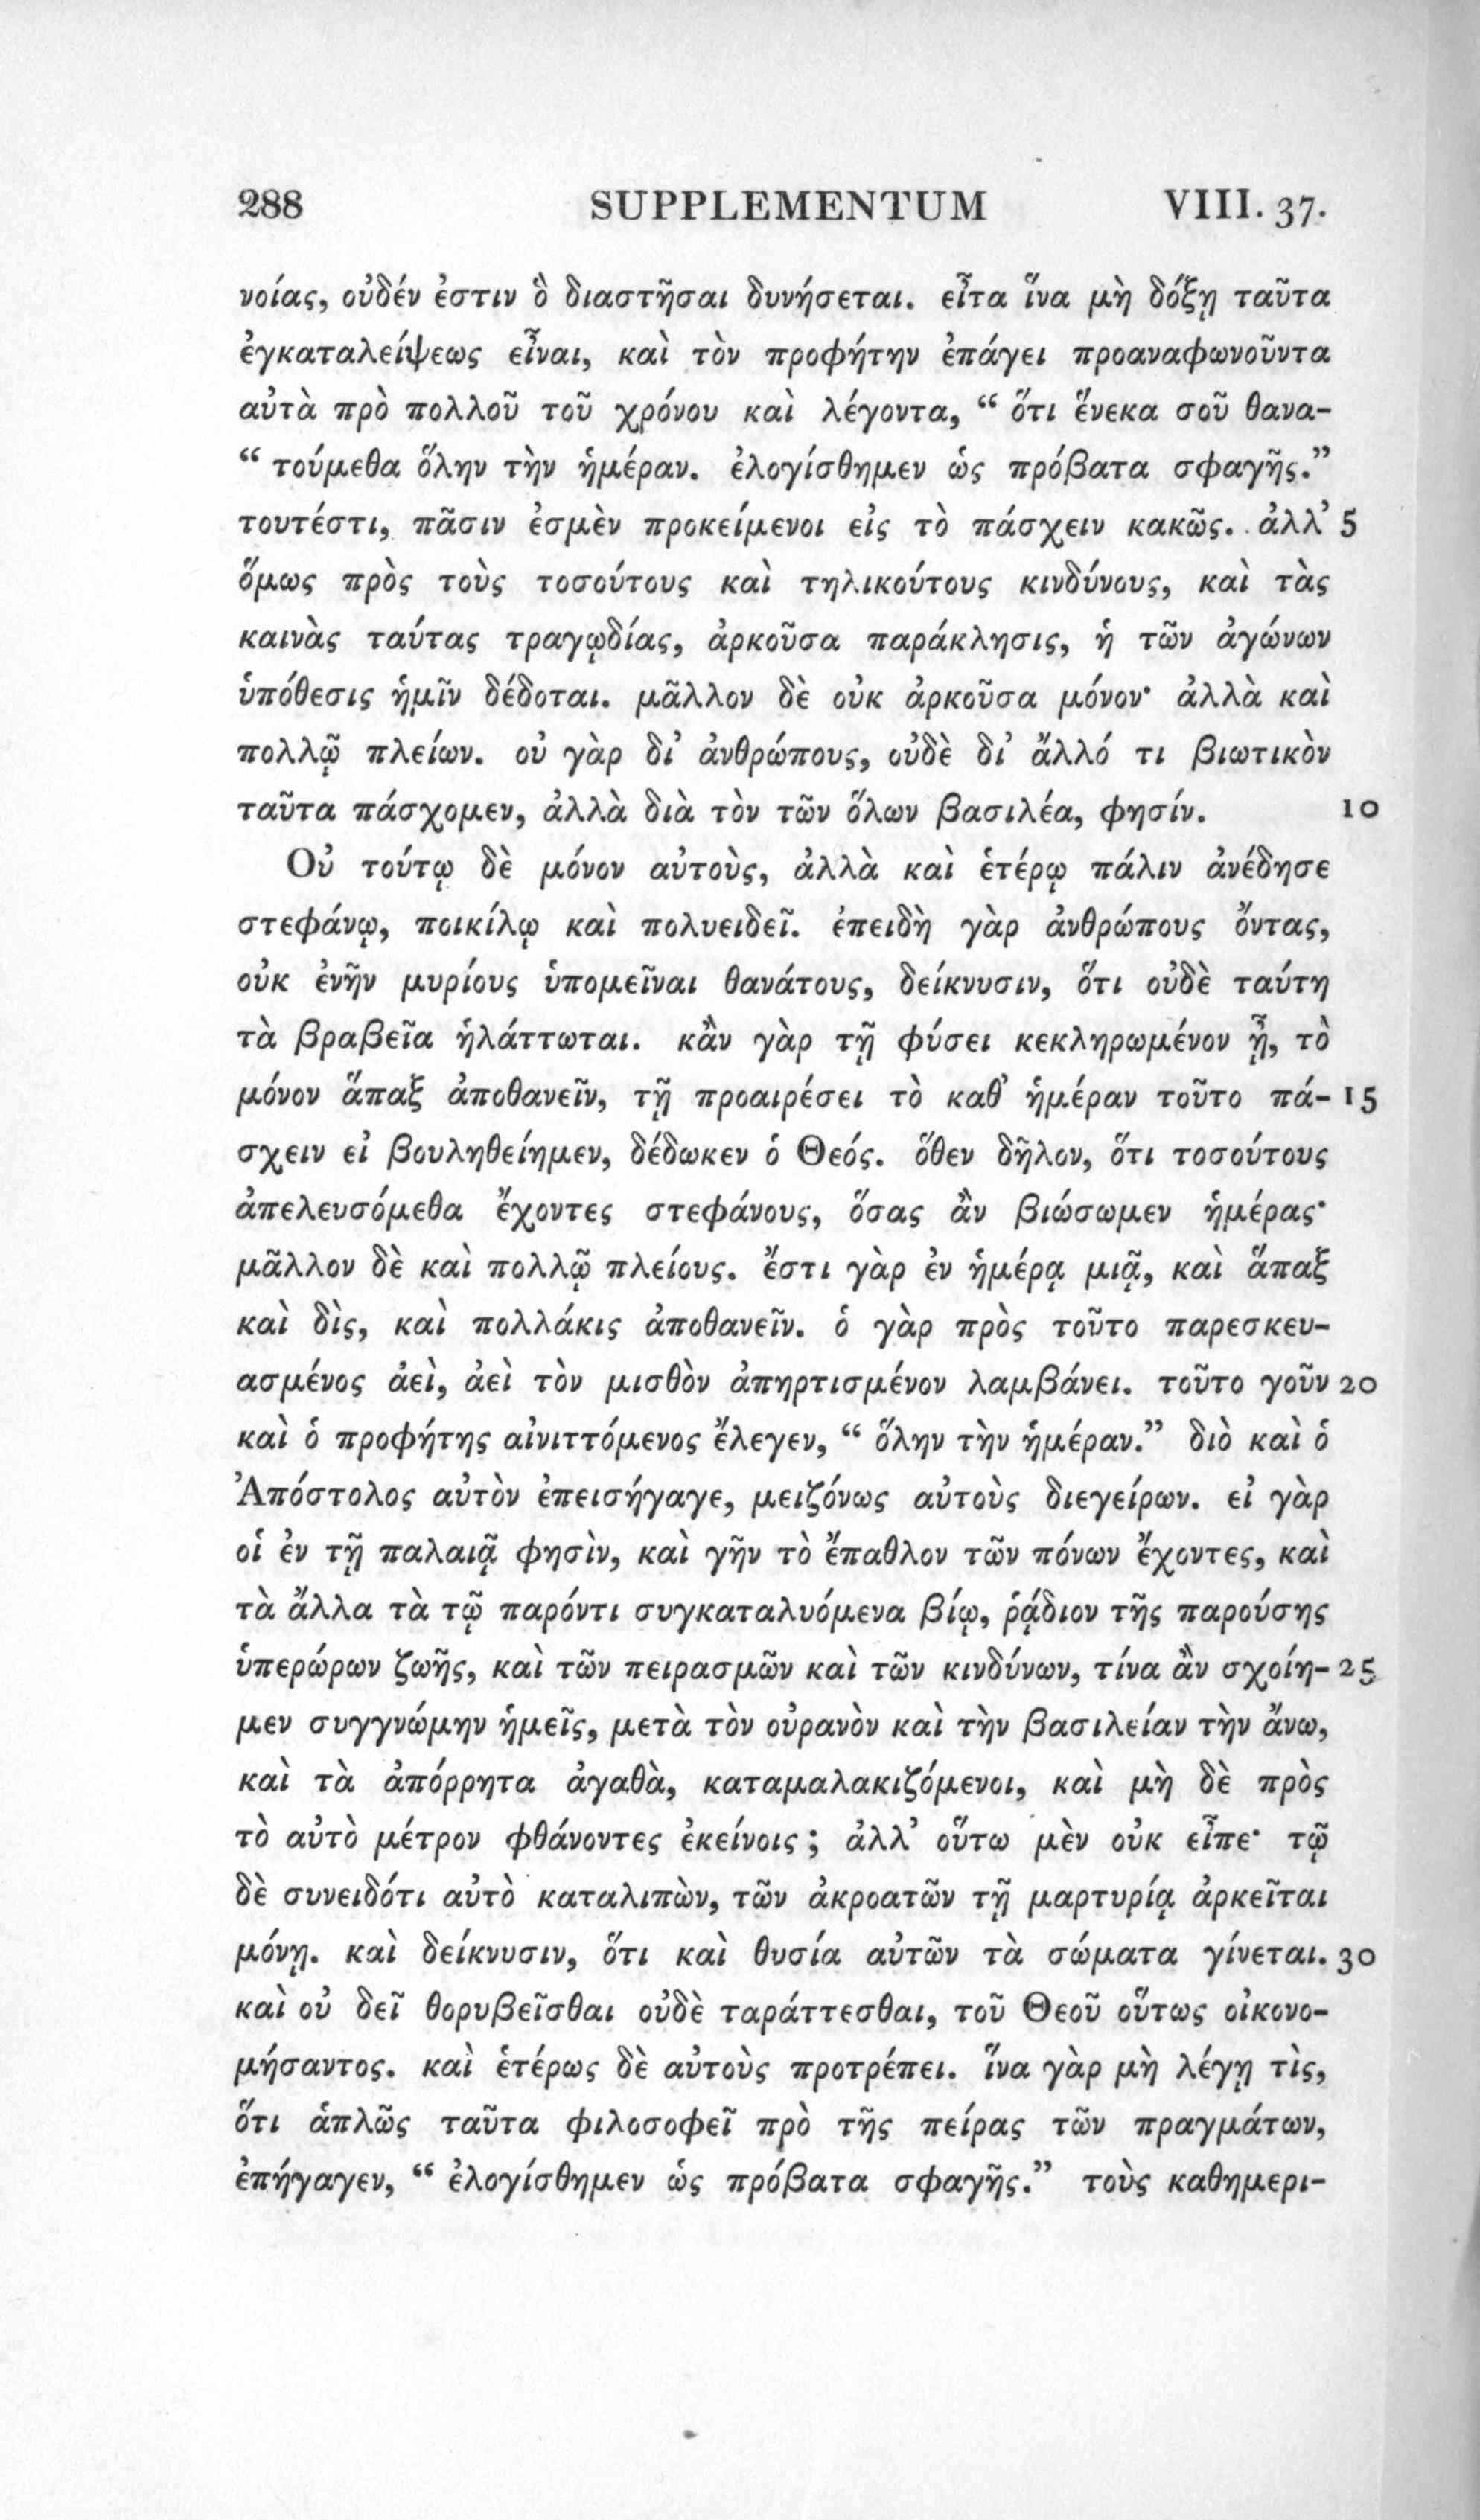 288 SUPPLEMENTUM VIII. 37.
νοίας, οὐδέν ἐστιν ὃ διαστῆσαι δυνήσεται. εἶτα ἵνα μὴ δόξῃ ταῦτα
ἐγκαταλείψεως εἶναι, καὶ τὸν προφήτην ἐπάγει προαναφωνοῦντα
αὐτὰ πρὸ πολλοῦ τοῦ χρόνου καὶ λέγοντα, “ ὅτι ἕνεκα σοῦ θανα-
“ τούμεθα ὅλην τὴν ἡμέραν. ἐλογίσθημεν ὡς πρόβατα σφαγῆς.”
τουτέστι, πᾶσιν ἐσμὲν προκείμενοι εἰς τὸ πάσχειν κακῶς. ἀλλ’ 5
ὅμως πρὸς τοὺς τοσούτους καὶ τηλικούτους κινδύνους, καὶ τὰς
καινὰς ταύτας τραγῳδίας, ἀρκοῦσα παράκλησις, ἡ τῶν ἀγώνων
ὑπόθεσις ἡμῖν δέδοται. μᾶλλον δὲ οὐκ ἀρκοῦσα μόνον· ἀλλὰ καὶ
πολλῷ πλείων. οὐ γὰρ δι’ ἀνθρώπους, οὐδὲ δι’ ἄλλό τι βιωτικὸν
ταῦτα πάσχομεν, ἀλλὰ διὰ τὸν τῶν ὅλων βασιλέα, φησίν. 10
Οὐ τούτῳ δὲ μόνον αὐτοὺς, ἀλλὰ καὶ ἑτέρῳ πάλιν ἀνέδησε
στεφάνῳ, ποικίλῳ καὶ πολυειδεῖ. ἐπειδὴ γὰρ ἀνθρώπους ὄντας,
οὐκ ἐνῆν μυρίους ὑπομεῖναι θανάτους, δείκνυσιν, ὅτι οὐδὲ ταύτη
τὰ βραβεῖα ἠλάττωται. κἂν γὰρ τῇ φύσει κεκληρωμένον ᾖ, τὸ
μόνον ἅπαξ ἀποθανεῖν, τῇ προαιρέσει τὸ καθ’ ἡμέραν τοῦτο πά- 15
σχειν εἰ βουληθείημεν, δέδωκεν ὁ Θεός. ὅθεν δῆλον, ὅτι τοσούτους
ἀπελευσόμεθα ἔχοντες στεφάνους, ὅσας ἂν βιώσωμεν ἡμέρας·
μᾶλλον δὲ καὶ πολλῷ πλείους. ἔστι γὰρ ἐν ἡμέρᾳ μιᾷ, καὶ ἅπαξ
καὶ δὶς, καὶ πολλάκις ἀποθανεῖν. ὁ γὰρ πρὸς τοῦτο παρεσκευ-
ασμένος ἀεὶ, ἀεὶ τὸν μισθὸν ἀπηρτισμένον λαμβάνει. τοῦτο γοῦν 20
καὶ ὁ προφήτης αἰνιττόμενος ἔλεγεν, “ ὅλην τὴν ἡμέραν.” διὸ καὶ ὁ
Ἀπόστολος αὐτὸν ἐπεισήγαγε, μειζόνως αὐτοὺς διεγείρων. εἰ γὰρ
οἱ ἐν τῇ παλαιᾷ φησὶν, καὶ γῆν τὸ ἔπαθλον τῶν πόνων ἔχοντες, καὶ
τὰ ἄλλα τὰ τῷ παρόντι συγκαταλυόμενα βίῳ, ῥᾴδιον τῆς παρούσης
ὑπερώρων ζωῆς, καὶ τῶν πειρασμῶν καὶ τῶν κινδύνων, τίνα ἂν σχοίη- 25
μεν συγγνώμην ἡμεῖς, μετὰ τὸν οὐρανὸν καὶ τὴν βασιλείαν τὴν ἄνω,
καὶ τὰ ἀπόρρητα ἀγαθὰ, καταμαλακιζόμενοι, καὶ μὴ δὲ πρὸς
τὸ αὐτὸ μέτρον φθάνοντες ἐκείνοις ; ἀλλ’ οὕτω μὲν οὐκ εἶπε· τῷ
δὲ συνειδότι αὐτὸ καταλιπὼν, τῶν ἀκροατῶν τῇ μαρτυρίᾳ ἀρκεῖται
μόνῃ. καὶ δείκνυσιν, ὅτι καὶ θυσία αὐτῶν τὰ σώματα γίνεται. 30
καὶ οὐ δεῖ θορυβεῖσθαι οὐδὲ ταράττεσθαι, τοῦ Θεοῦ οὕτως οἰκονο-
μήσαντος. καὶ ἑτέρως δὲ αὐτοὺς προτρέπει. ἵνα γὰρ μὴ λέγῃ τὶς,
ὅτι ἁπλῶς ταῦτα φιλοσοφεῖ πρὸ τῆς πείρας τῶν πραγμάτων,
ἐπήγαγεν, “ ἐλογίσθημεν ὡς πρόβατα σφαγῆς.” τοὺς καθημερι-